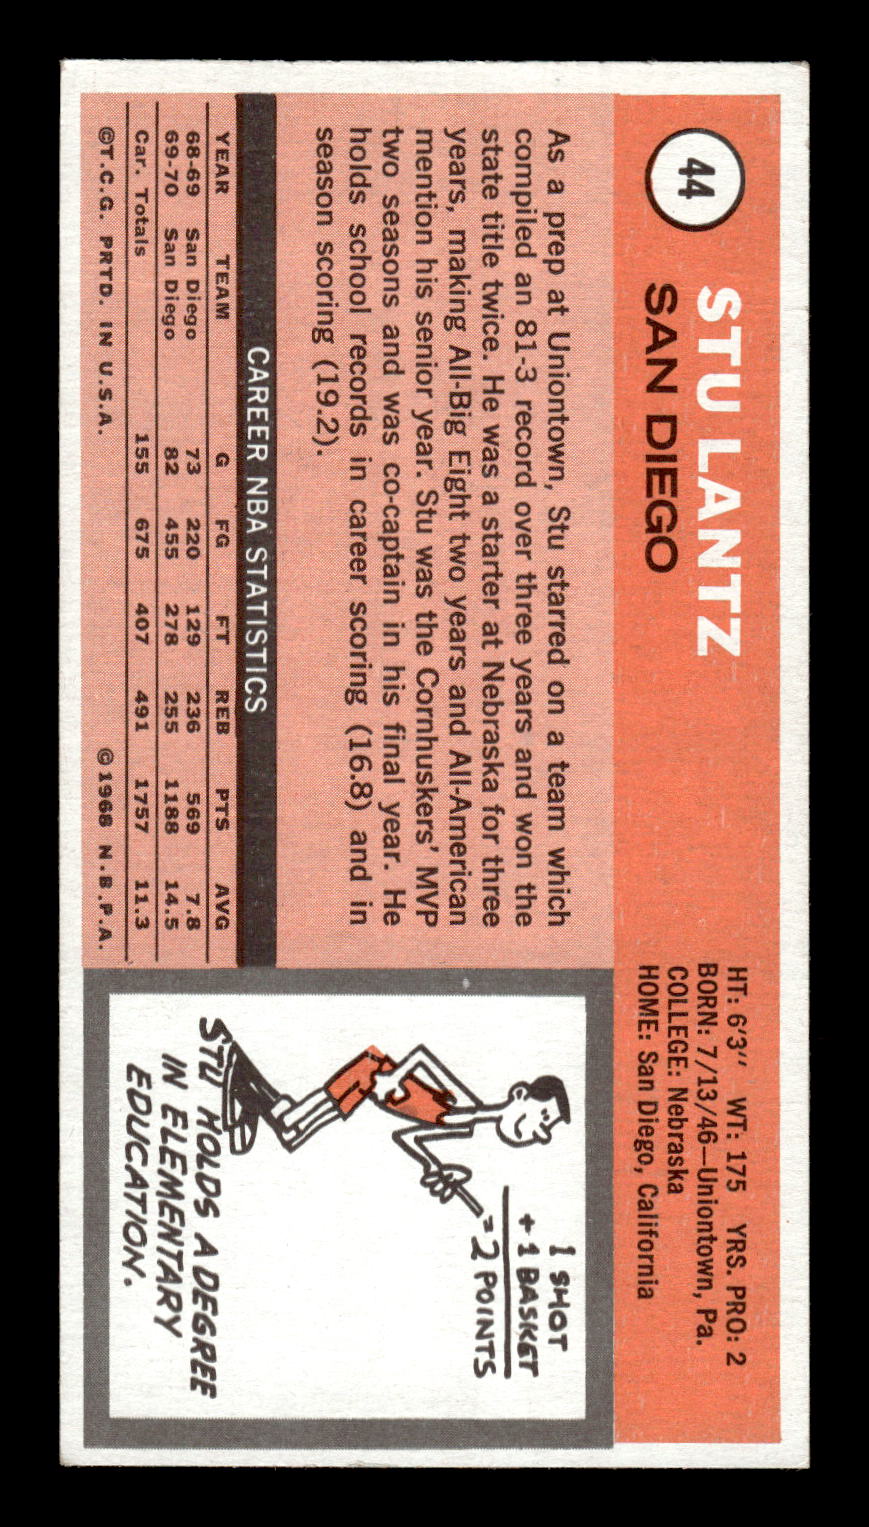 44
STU LANTZ
SAN DIEGO
HT: 6'3" WT: 175 YRS. PRO: 2
BORN: 7/13/46—Uniontown, Pa.
COLLEGE: Nebraska
HOME: San Diego, California
As a prep at Uniontown, Stu starred on a team which
compiled an 81-3 record over three years and won the
state title twice. He was a starter at Nebraska for three
years, making All-Big Eight two years and All-American
mention his senior year. Stu was the Cornhuskers' MVP
two seasons and was co-captain in his final year. He
holds school records in career scoring (16.8) and in
season scoring (19.2).
CAREER NBA STATISTICS
YEAR TEAM G FG FT REB PTS AVG
68-69 San Diego 73 220 129 236 569 7.8
69-70 San Diego 82 455 278 255 1188 14.5
Car. Totals 155 675 407 491 1757 11.3
©T.C.G. PRTD. IN U.S.A. ©1968 N.B.P.A.
1 SHOT
+ 1 BASKET
= 2 POINTS
STU HOLDS A DEGREE
IN ELEMENTARY
EDUCATION.